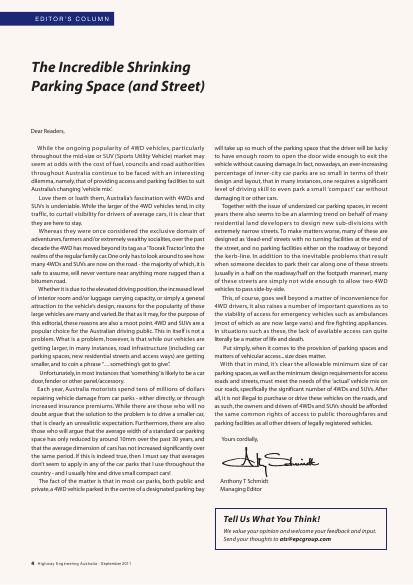 EDITOR'S COLUMN
The Incredible Shrinking
Parking Space (and Street)
Dear Readers,
While the ongoing popularity of 4WD vehicles, particularly
throughout the mid-size or SUV (Sports Utility Vehicle) market may
seem at odds with the cost of fuel, councils and road authorities
throughout Australia continue to be faced with an interesting
dilemma, namely, that of providing access and parking facilities to suit
Australia's changing 'vehicle mix'.
Love them or loath them, Australia's fascination with 4WDs and
SUVs is undeniable. While the larger of the 4WD vehicles tend, in city
traffic, to curtail visibility for drivers of average cars, it is clear that
they are here to stay.
Whereas they were once considered the exclusive domain of
adventurers, farmers and/or extremely wealthy socialites, over the past
decade the 4WD has moved beyond its tag as a 'Toorak Tractor' into the
realms of the regular family car. One only has to look around to see how
many 4WDs and SUVs are now on the road - the majority of which, it is
safe to assume, will never venture near anything more rugged than a
bitumen road.
Whether it is due to the elevated driving position, the increased level
of interior room and/or luggage carrying capacity, or simply a general
attraction to the vehicle's design, reasons for the popularity of these
large vehicles are many and varied. Be that as it may, for the purpose of
this editorial, these reasons are also a moot point. 4WD and SUVs are a
popular choice for the Australian driving public. This in itself is not a
problem. What is a problem, however, is that while our vehicles are
getting larger, in many instances, road infrastructure (including car
parking spaces, new residential streets and access ways) are getting
smaller, and to coin a phrase "....something's got to give".
Unfortunately, in most instances that 'something' is likely to be a car
door, fender or other panel/accessory.
Each year, Australia motorists spend tens of millions of dollars
repairing vehicle damage from car parks - either directly, or through
increased insurance premiums. While there are those who will no
doubt argue that the solution to the problem is to drive a smaller car,
that is clearly an unrealistic expectation. Furthermore, there are also
those who will argue that the average width of a standard car parking
space has only reduced by around 10mm over the past 30 years, and
that the average dimension of cars has not increased significantly over
the same period. If this is indeed true, then I must say that averages
don't seem to apply in any of the car parks that I use throughout the
country - and I usually hire and drive small compact cars!
The fact of the matter is that in most car parks, both public and
private, a 4WD vehicle parked in the centre of a designated parking bay
will take up so much of the parking space that the driver will be lucky
to have enough room to open the door wide enough to exit the
vehicle without causing damage. In fact, nowadays, an ever-increasing
percentage of inner-city car parks are so small in terms of their
design and layout, that in many instances, one requires a significant
level of driving skill to even park a small 'compact' car without
damaging it or other cars.
Together with the issue of undersized car parking spaces, in recent
years there also seems to be an alarming trend on behalf of many
residential land developers to design new sub-divisions with
extremely narrow streets. To make matters worse, many of these are
designed as 'dead-end' streets with no turning facilities at the end of
the street, and no parking facilities either on the roadway or beyond
the kerb-line. In addition to the inevitable problems that result
when someone decides to park their car along one of these streets
(usually in a half on the roadway/half on the footpath manner), many
of these streets are simply not wide enough to allow two 4WD
vehicles to pass side-by-side.
This, of course, goes well beyond a matter of inconvenience for
4WD drivers, it also raises a number of important questions as to
the viability of access for emergency vehicles such as ambulances
(most of which as are now large vans) and fire fighting appliances.
In situations such as these, the lack of available access can quite
literally be a matter of life and death.
Put simply, when it comes to the provision of parking spaces and
matters of vehicular access... size does matter.
With that in mind, it's clear the allowable minimum size of car
parking spaces, as well as the minimum design requirements for access
roads and streets, must meet the needs of the 'actual' vehicle mix on
our roads, specifically the significant number of 4WDs and SUVs. After
all, it is not illegal to purchase or drive these vehicles on the roads, and
as such, the owners and drivers of 4WDs and SUVs should be afforded
the same common rights of access to public thoroughfares and
parking facilities as all other drivers of legally registered vehicles.
Yours cordially,
Anthony T Schmidt
Managing Editor
Tell Us What You Think!
We value your opinion and welcome your feedback and input.
Send your thoughts to ats@epcgroup.com
4 Highway Engineering Australia - September 2011